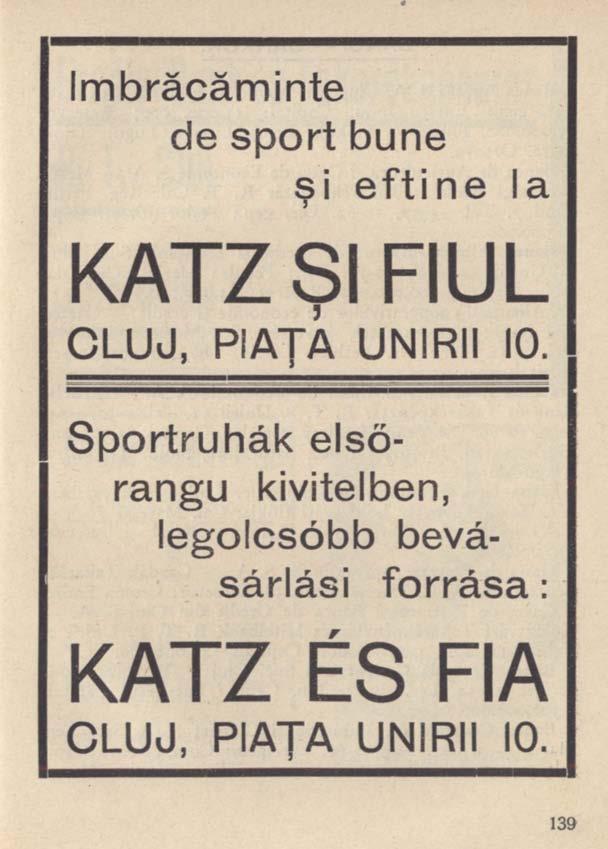 Imbrăcăminte
de sport bune
și eftine la
KATZ ȘI FIUL
CLUJ, PIAȚA UNIRII 10.
Sportruhák első-
rangu kivitelben,
legolcsóbb bevá-
sárlási forrása :
KATZ ÉS FIA
CLUJ, PIAȚA UNIRII 10.
139